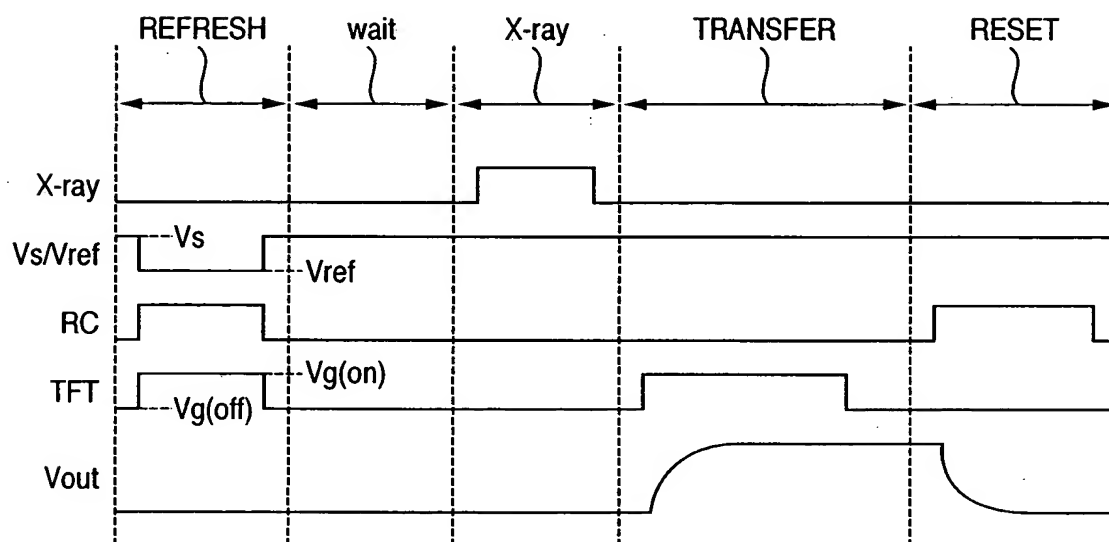 REFRESH wait X-ray TRANSFER RESET
X-ray
Vs/Vref Vs Vref
RC
TFT Vg(on) Vg(off)
Vout